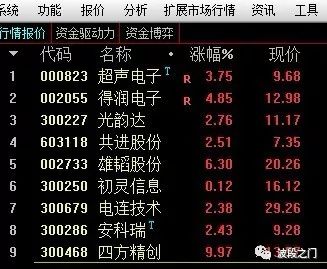 系统 功能 报价 分析 扩展市场行情 资讯 工具
行情报价 资金驱动力 资金博弈
代码 名称 涨幅% 现价
1 000823 超声电子T R 3.75 9.68
2 002055 得润电子 R 4.85 12.98
3 300227 光韵达 2.76 11.17
4 603118 共进股份 2.51 7.35
5 002733 雄韬股份 6.30 20.26
6 300250 初灵信息 0.12 16.12
7 300679 电连技术 2.38 29.26
8 300286 安科瑞T 2.43 9.28
9 300468 四方精创 9.97
波段之门